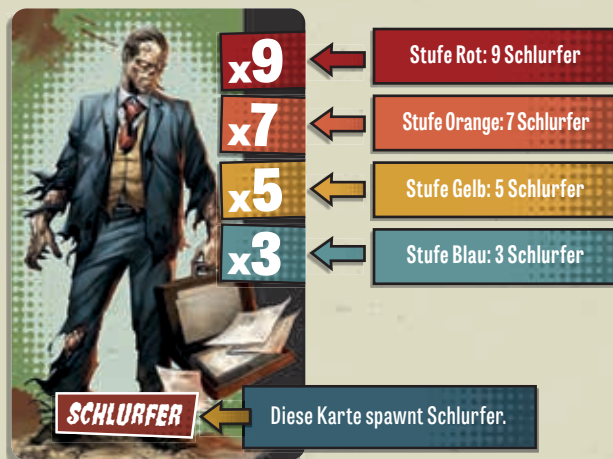 x9
Stufe Rot: 9 Schlurfer
x7
Stufe Orange: 7 Schlurfer
x5
Stufe Gelb: 5 Schlurfer
x3
Stufe Blau: 3 Schlurfer
SCHLURFER
Diese Karte spawnt Schlurfer.